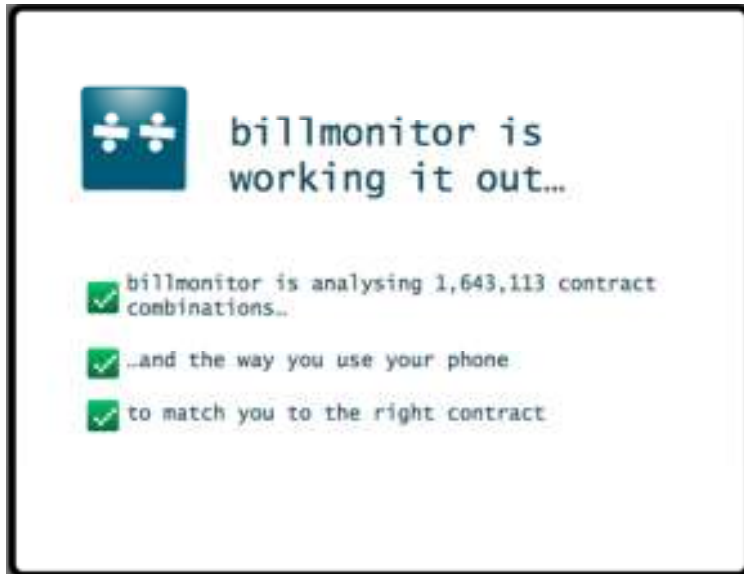 billmonitor is
working it out…
billmonitor is analysing 1,643,113 contract
combinations…
…and the way you use your phone
to match you to the right contract